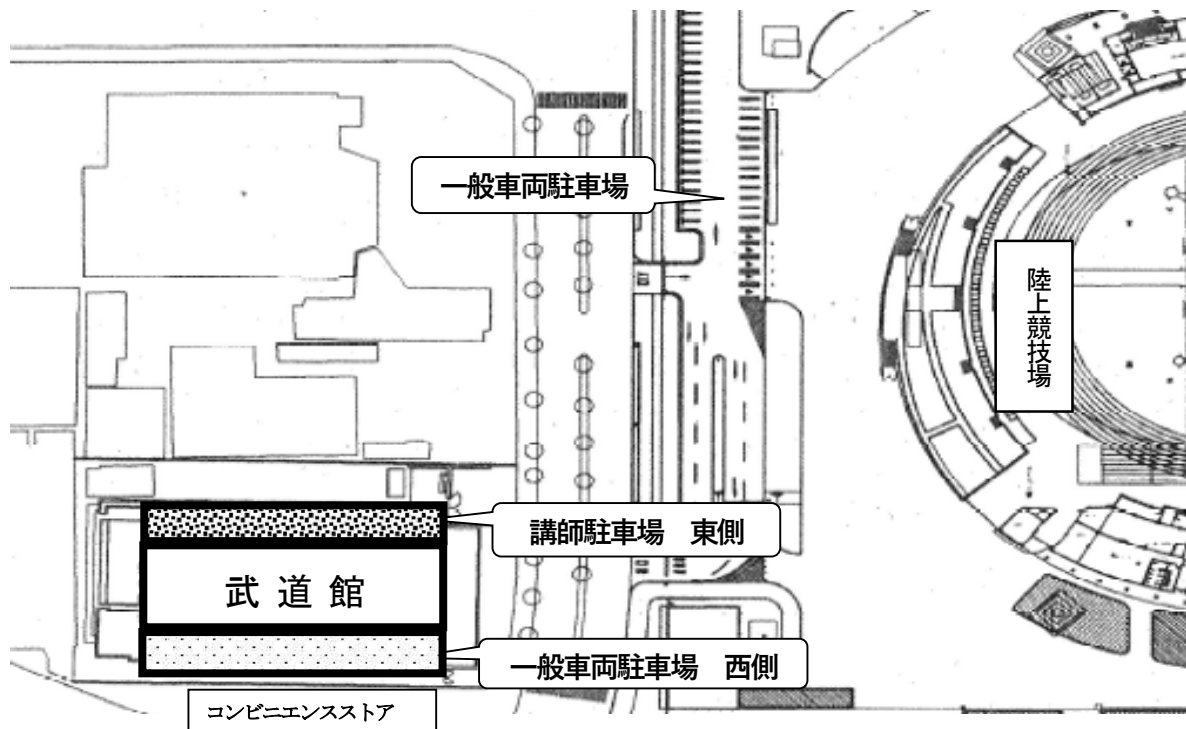 一般車両駐車場
陸上競技場
講師駐車場　東側
武道館
一般車両駐車場　西側
コンビニエンスストア